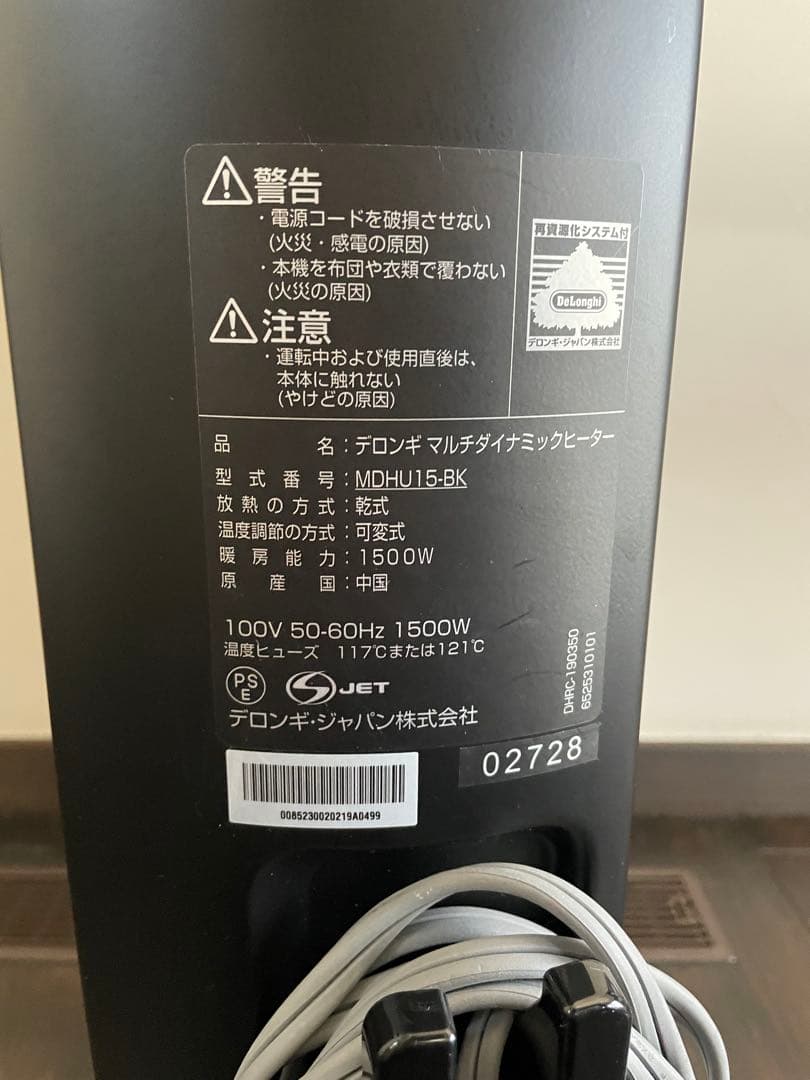 警告
・電源コードを破損させない
(火災・感電の原因)
・本機を布団や衣類で覆わない
(火災の原因)
注意
・運転中および使用直後は、
本体に触れない
(やけどの原因)
再資源化システム付
DeLonghi
デロンギ・ジャパン株式会社
品名：デロンギ マルチダイナミックヒーター
型式番号：MDHU15-BK
放熱の方式：乾式
温度調節の方式：可変式
暖房能力：1500W
原産国：中国
100V 50-60Hz 1500W
温度ヒューズ 117℃または121℃
PS
E
JET
デロンギ・ジャパン株式会社
DHRC-190350
6525310101
02728
0085230020219A0499